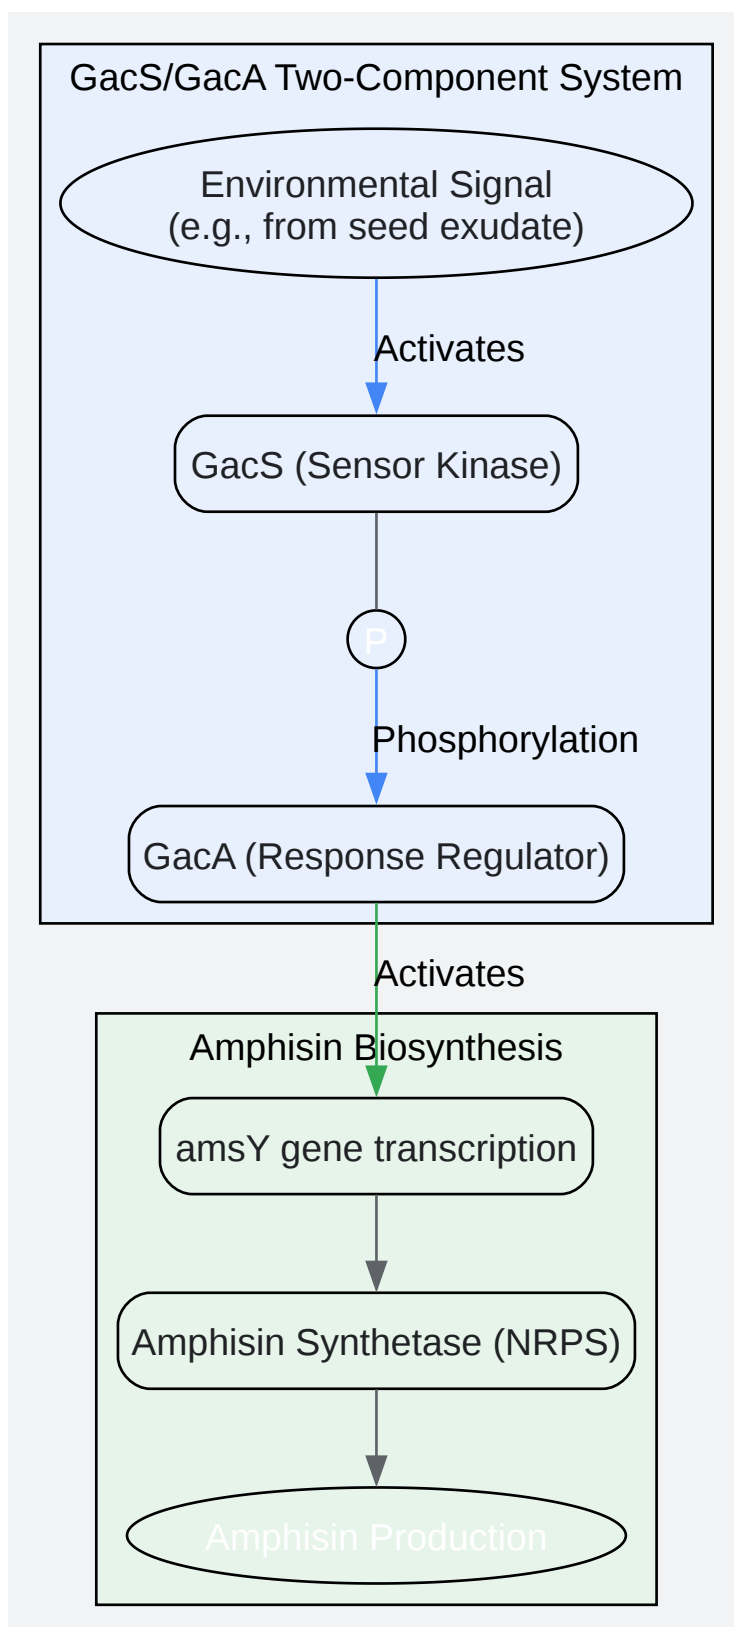 GacS/GacA Two-Component System
Environmental Signal
(e.g., from seed exudate)
Activates
GacS (Sensor Kinase)
P
Phosphorylation
GacA (Response Regulator)
Activates
Amphisin Biosynthesis
amsY gene transcription
Amphisin Synthetase (NRPS)
Amphisin Production